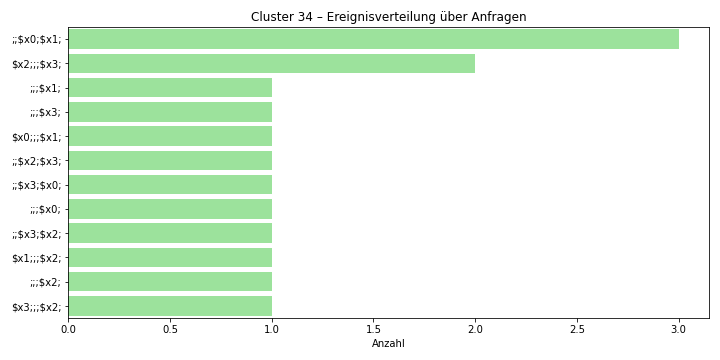 Cluster 34 – Ereignisverteilung über Anfragen
;;$x0;$x1;
$x2;;;$x3;
;;;$x1;
;;;$x3;
$x0;;;$x1;
;;$x2;$x3;
;;$x3;$x0;
;;;$x0;
;;$x3;$x2;
$x1;;;$x2;
;;;$x2;
$x3;;;$x2;
0.0 0.5 1.0 1.5 2.0 2.5 3.0
Anzahl